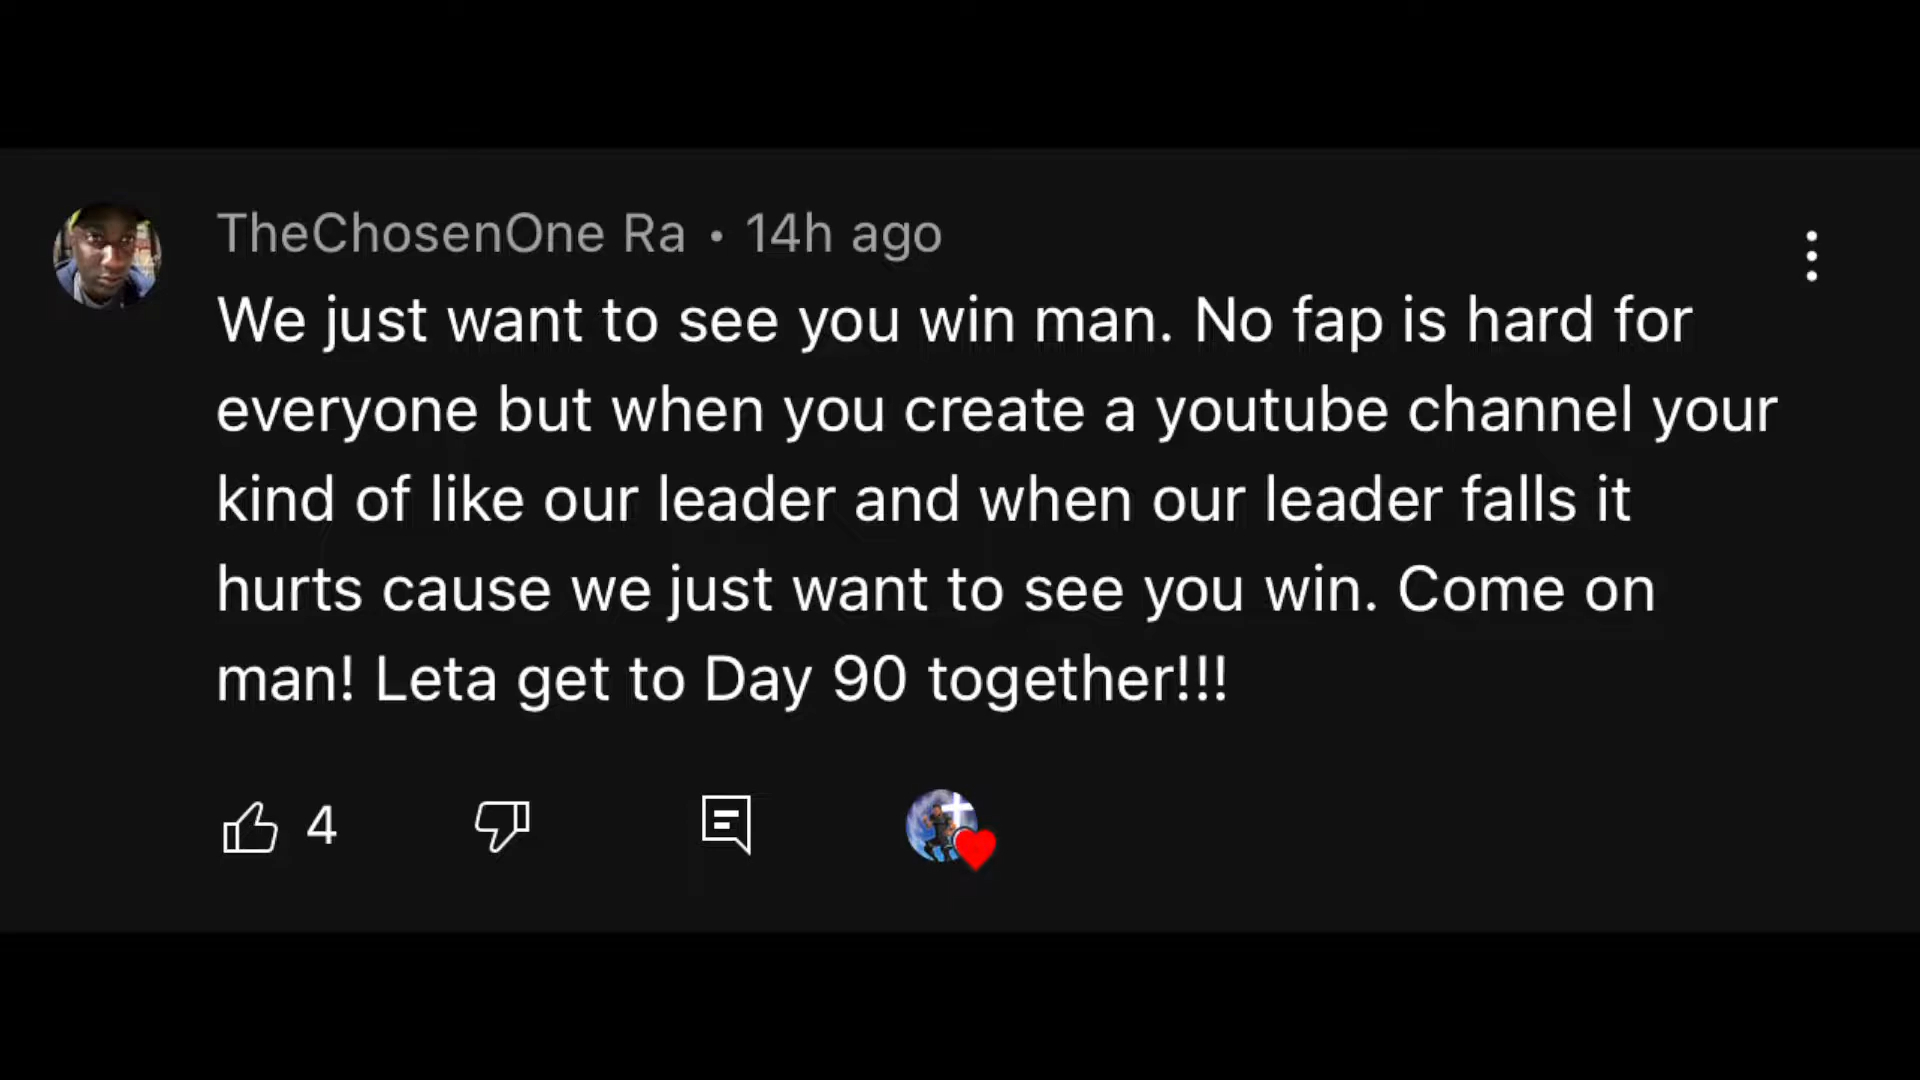 TheChosenOne Ra • 14h ago
We just want to see you win man. No fap is hard for
everyone but when you create a youtube channel your
kind of like our leader and when our leader falls it
hurts cause we just want to see you win. Come on
man! Leta get to Day 90 together!!!
4